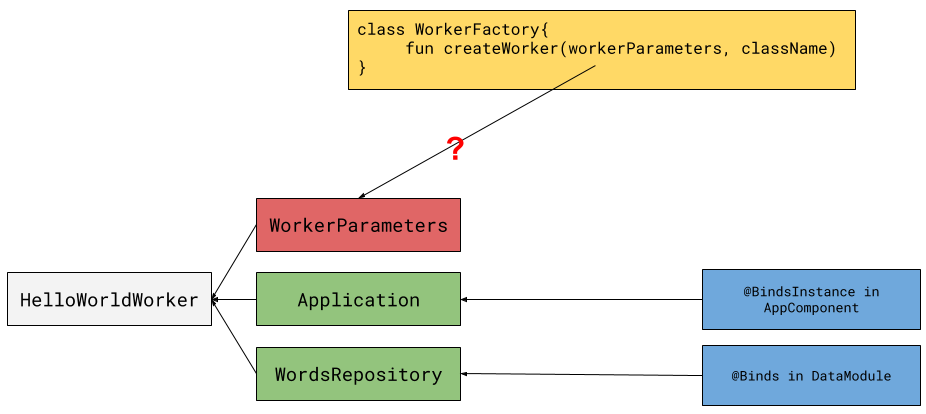 class WorkerFactory{
     fun createWorker(workerParameters, className)
}
?
WorkerParameters
HelloWorldWorker
Application
@BindsInstance in
AppComponent
WordsRepository
@Binds in DataModule